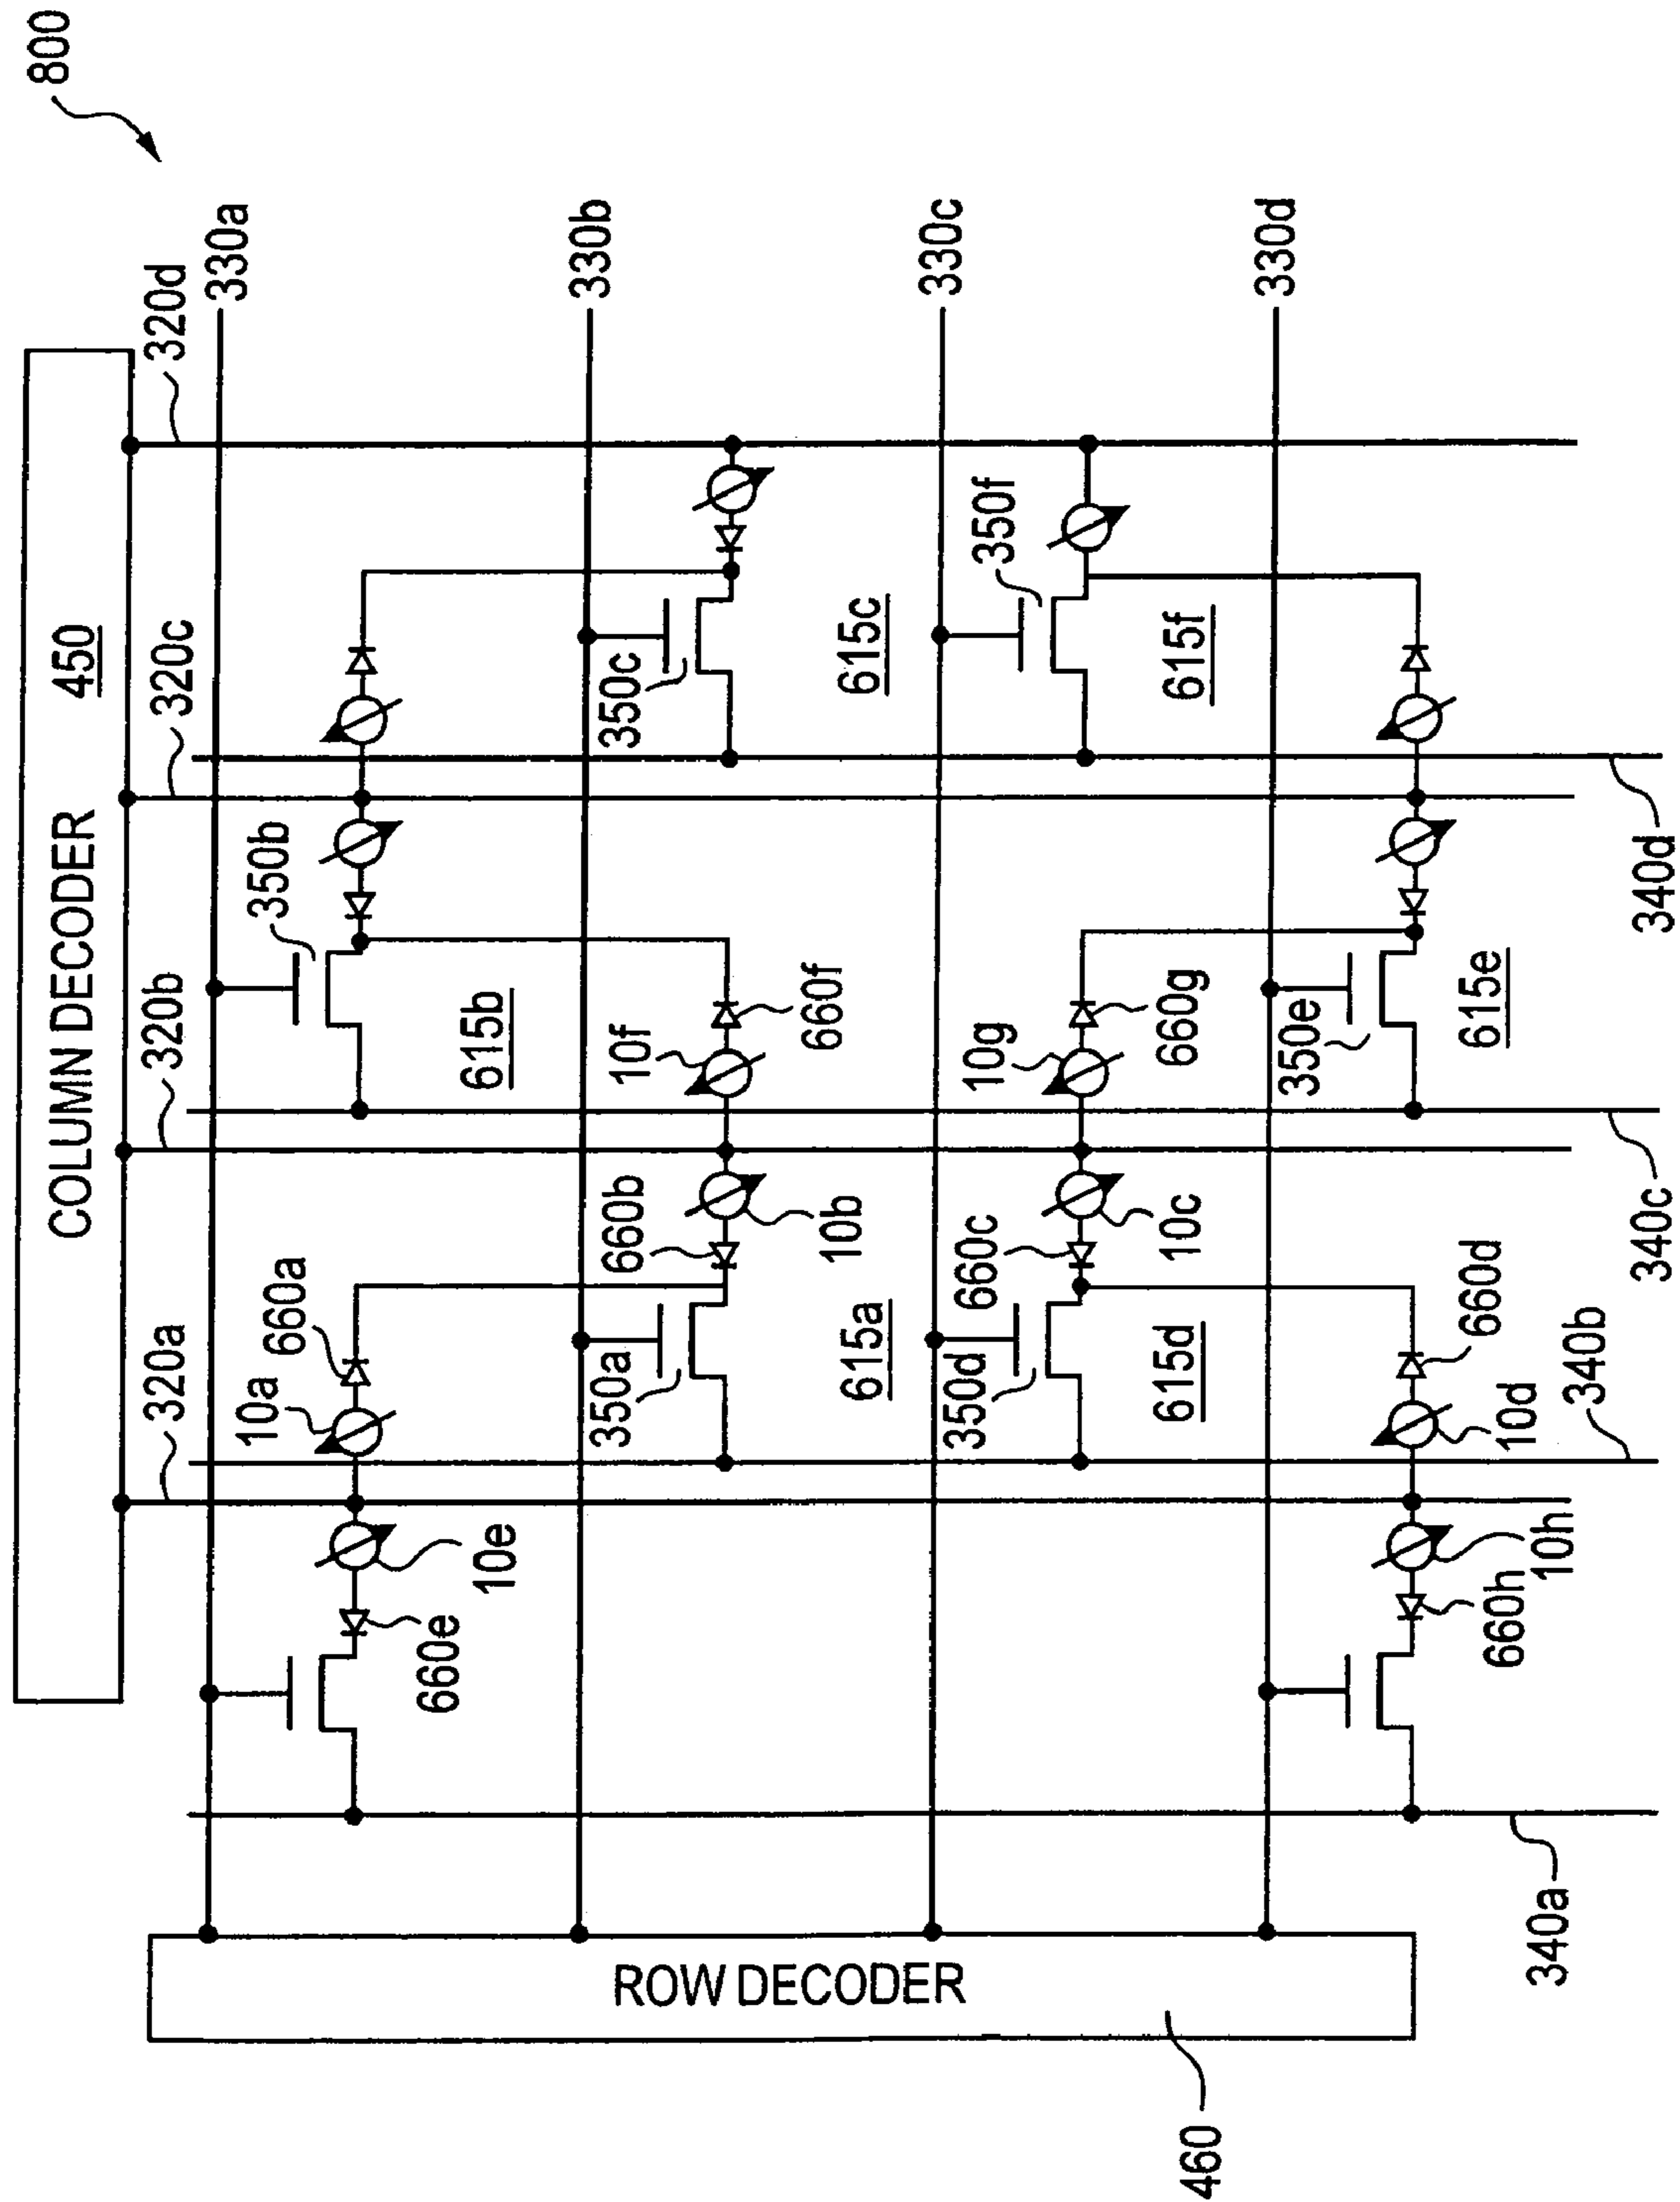 800
COLUMN DECODER 450
320a
320b
320c
320d
330a
10a
660a
350b
10e
660e
330b
350a
660b
10b
615b
10f
660f
350c
330c
615a
615c
350d
660c
10c
10g
660g
350f
615d
615f
330d
350e
615e
660h
10h
10d
660d
340a
340b
340c
340d
ROW DECODER
460